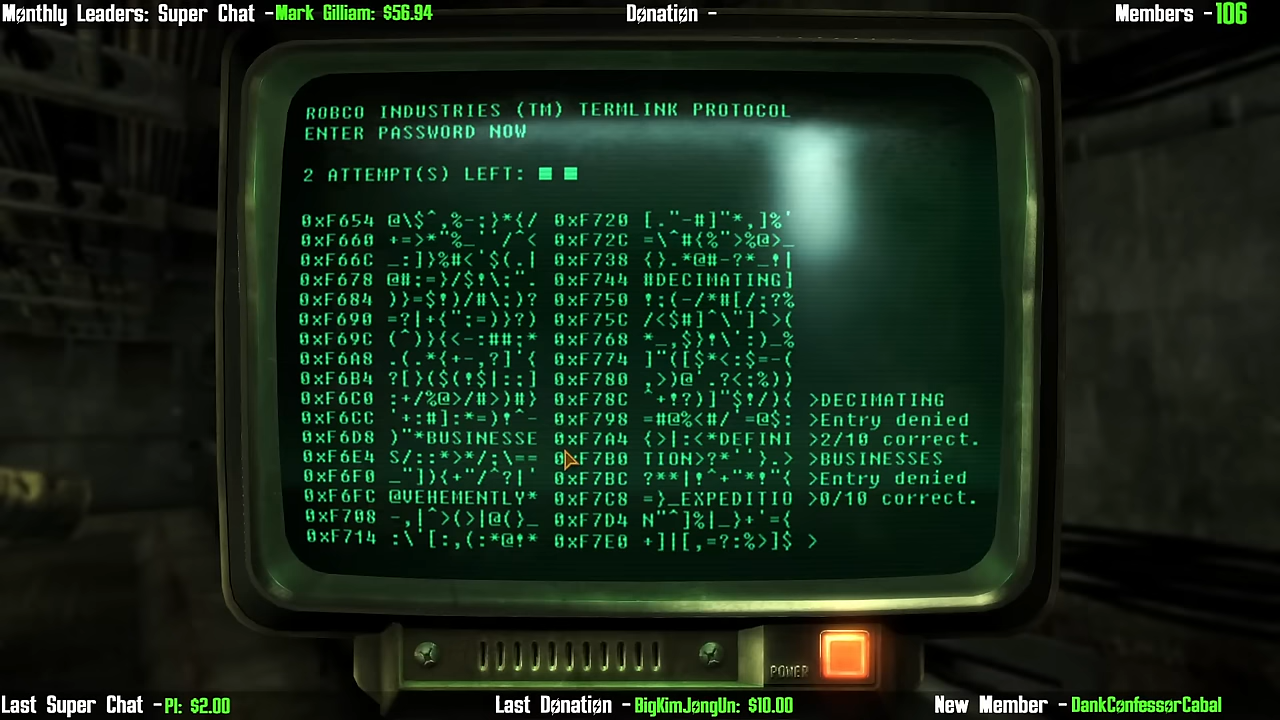 Monthly Leaders: Super Chat -Mark Gilliam: $56.94
Donation -
Members -106
ROBCO INDUSTRIES (TM) TERMLINK PROTOCOL
ENTER PASSWORD NOW
2 ATTEMPT(S) LEFT: ■ ■
0xF654 @\$^,%-;}*{/ 0xF720 [."-#]"*,]%'
0xF660 +=>*"%_''/^< 0xF72C =\^#{%">%@>_
0xF66C _:]}%#<'$(.| 0xF738 {}.*@#-?*_!|
0xF678 @#:=}/$!\;". 0xF744 #DECIMATING]
0xF684 )}=$!)/#\;)? 0xF750 !;(-/*#[/;?%
0xF690 =?|+{";=)}?) 0xF75C /<$#]^\"]^>(
0xF69C (^)}{<-:##;* 0xF768 *_,$}!\':)_%
0xF6A8 .(.*{+-,?]'{ 0xF774 ]"([$*<:$=-(
0xF6B4 ?[}($(!$|:;] 0xF780 ,>)@'.?<;%))
0xF6C0 :+/%@>/#>)#} 0xF78C ^+!?)]"$!/){ >DECIMATING
0xF6CC '+:#]:*=)!^- 0xF798 =#@%<#/'=@$: >Entry denied
0xF6D8 )"*BUSINESSE 0xF7A4 {>|:<*DEFINI >2/10 correct.
0xF6E4 S/::*>*/;\== 0xF7B0 TION>?*''}.> >BUSINESSES
0xF6F0 _"]){+"/^?|' 0xF7BC ?**|!^+"*"{ >Entry denied
0xF6FC @VEHEMENTLY* 0xF7C8 =}_EXPEDITIO >0/10 correct.
0xF708 -,|^>(>|@(}_ 0xF7D4 N"^]%|_}+'={
0xF714 :\'[:,(:*@!* 0xF7E0 +]|[,=?:%>]$ >
POWER
Last Super Chat -PI: $2.00
Last Donation -BigKimJongUn: $10.00
New Member -DankConfessorCabal